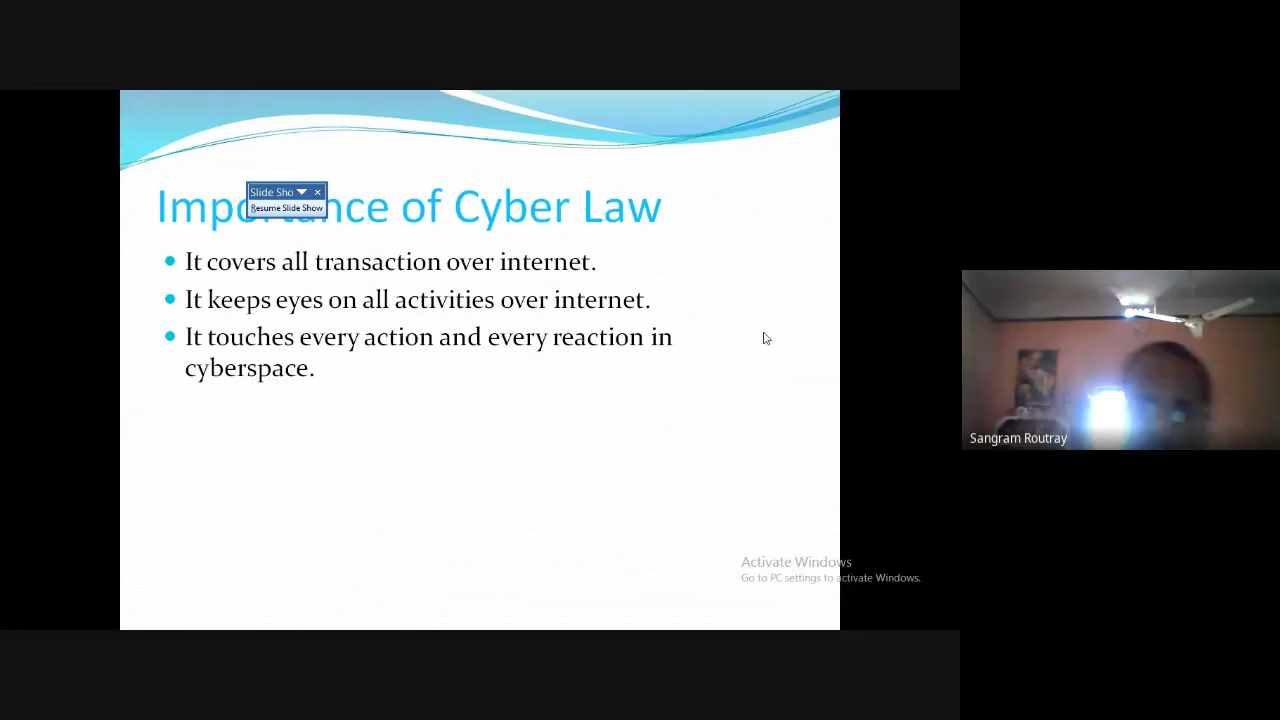 Slide Sho
Resume Slide Show
Importance of Cyber Law
It covers all transaction over internet.
It keeps eyes on all activities over internet.
It touches every action and every reaction in
cyberspace.
Sangram Routray
Activate Windows
Go to PC settings to activate Windows.